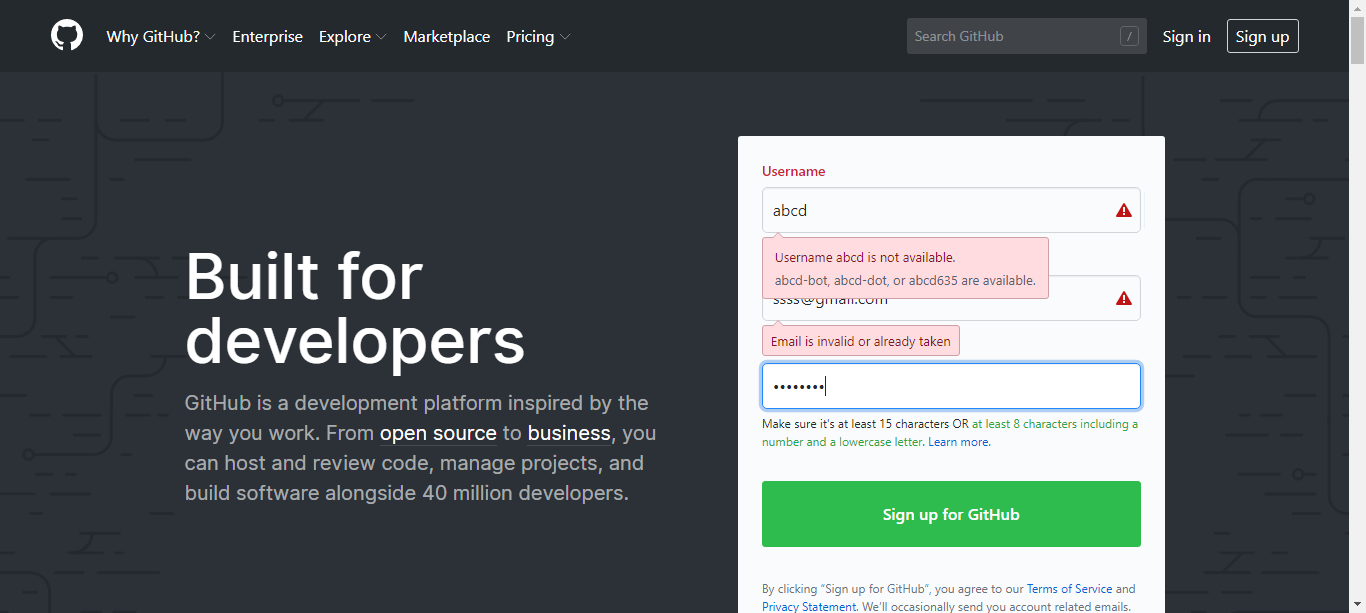 Why GitHub? Enterprise Explore Marketplace Pricing Search GitHub / Sign in Sign up
Built for
developers
GitHub is a development platform inspired by the
way you work. From open source to business, you
can host and review code, manage projects, and
build software alongside 40 million developers.
Username
abcd
Username abcd is not available.
abcd-bot, abcd-dot, or abcd635 are available.
ssss@gmail.com
Email is invalid or already taken
••••••••
Make sure it's at least 15 characters OR at least 8 characters including a
number and a lowercase letter. Learn more.
Sign up for GitHub
By clicking “Sign up for GitHub”, you agree to our Terms of Service and
Privacy Statement. We’ll occasionally send you account related emails.